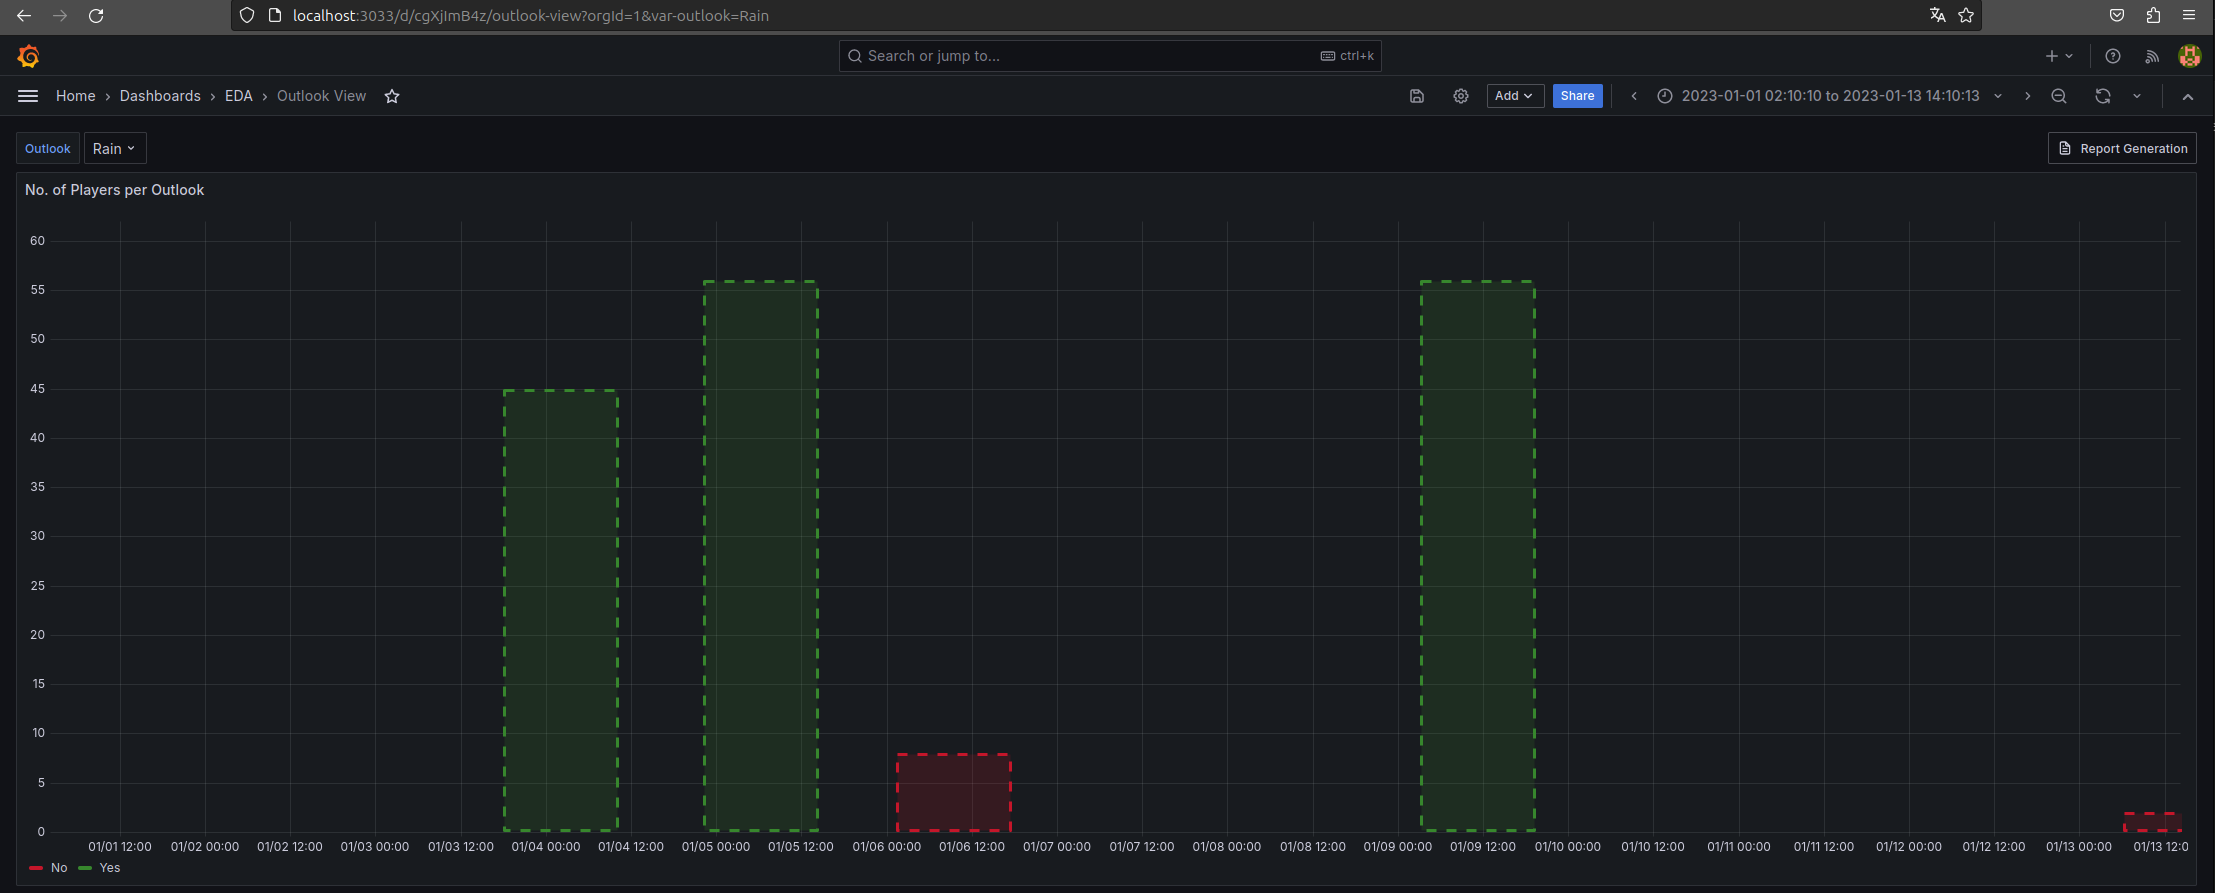 localhost:3033/d/cgXjImB4z/outlook-view?orgId=1&var-outlook=Rain
Search or jump to... ctrl+k
Home › Dashboards › EDA › Outlook View Add Share 2023-01-01 02:10:10 to 2023-01-13 14:10:13
Outlook Rain Report Generation
No. of Players per Outlook
60
55
50
45
40
35
30
25
20
15
10
5
0
01/01 12:00 01/02 00:00 01/02 12:00 01/03 00:00 01/03 12:00 01/04 00:00 01/04 12:00 01/05 00:00 01/05 12:00 01/06 00:00 01/06 12:00 01/07 00:00 01/07 12:00 01/08 00:00 01/08 12:00 01/09 00:00 01/09 12:00 01/10 00:00 01/10 12:00 01/11 00:00 01/11 12:00 01/12 00:00 01/12 12:00 01/13 00:00 01/13 12:0
No Yes